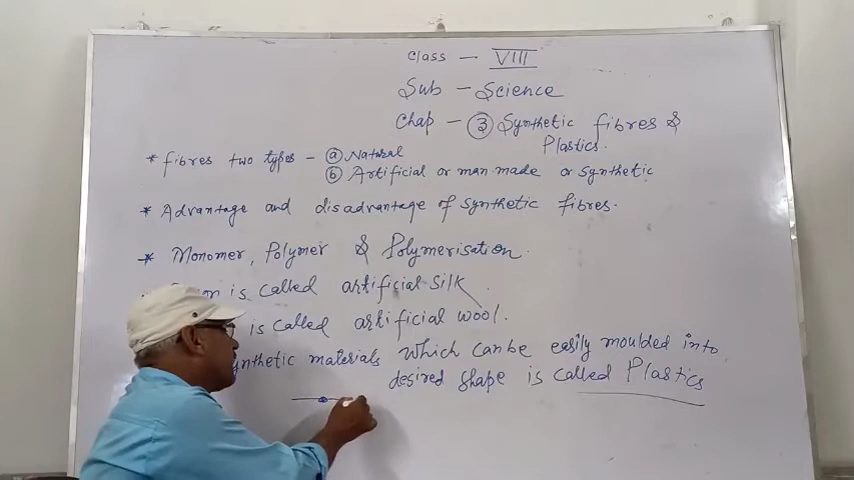 Class - VIII
Sub - Science
Chap - ③ Synthetic fibres &
Plastics.
* fibres two types - ⓐ Natural
ⓑ Artificial or man made or synthetic
* Advantage and disadvantage of synthetic fibres.
* Monomer, Polymer & Polymerisation.
is called artificial silk
is called artificial wool.
materials which can be easily moulded into
desired shape is called Plastics